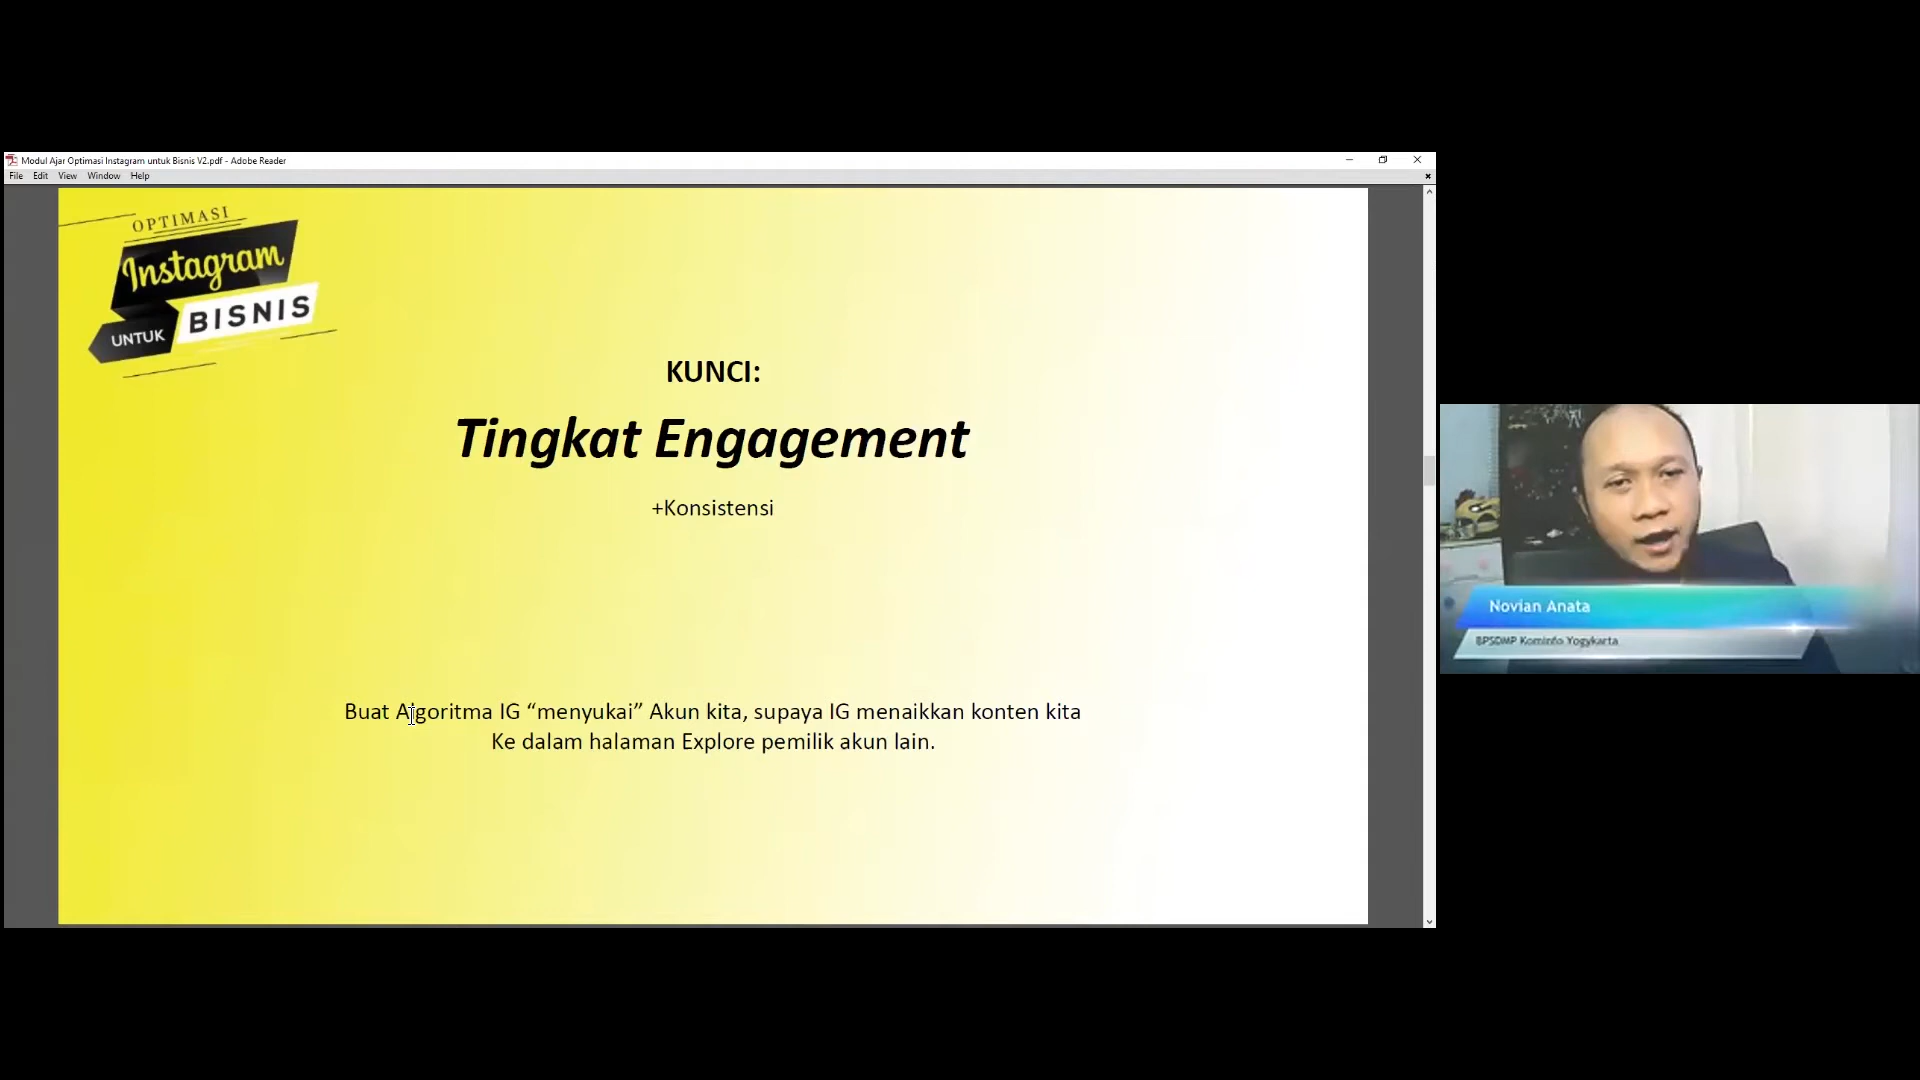 Modul Ajar Optimasi Instagram untuk Bisnis V2.pdf - Adobe Reader
File Edit View Window Help
OPTIMASI
Instagram
UNTUK BISNIS
KUNCI:
Tingkat Engagement
+Konsistensi
Buat Algoritma IG “menyukai” Akun kita, supaya IG menaikkan konten kita
Ke dalam halaman Explore pemilik akun lain.
Novian Anata
BPSDMP Kominfo Yogykarta